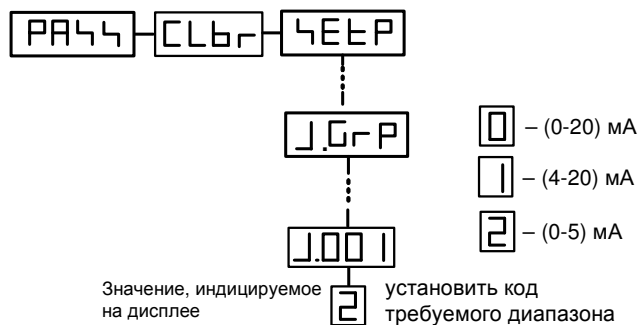 PASS CLbr SEtP
J.GrP
0 – (0-20) мА
1 – (4-20) мА
2 – (0-5) мА
J.001
Значение, индицируемое
на дисплее
2
установить код
требуемого диапазона